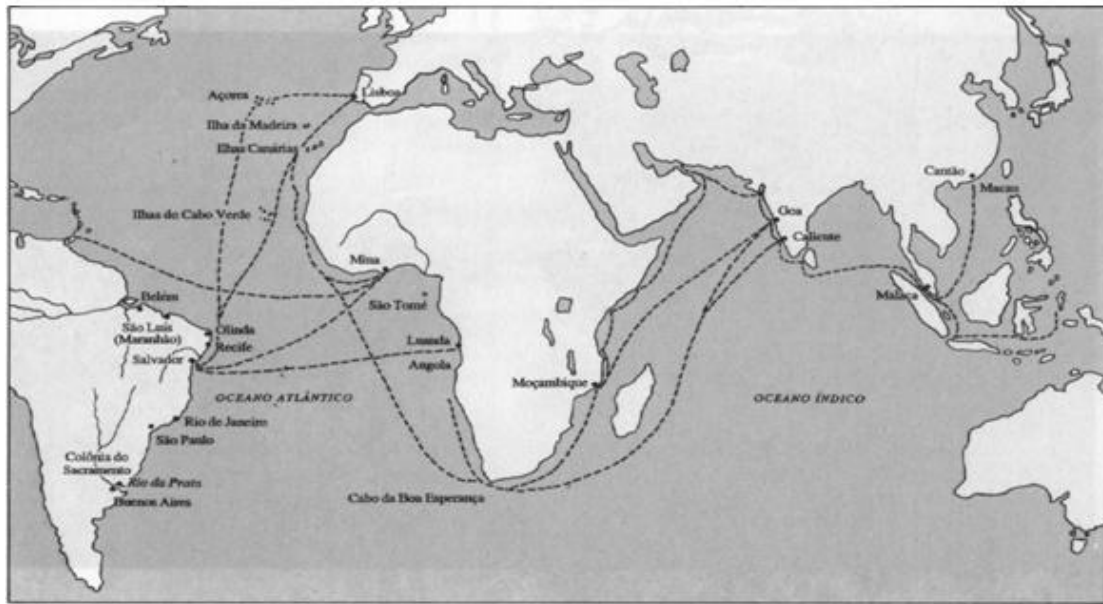 Açores
Lisboa
Ilha da Madeira
Ilhas Canárias
Ilhas de Cabo Verde
Mina
São Tomé
Belém
São Luís
(Maranhão)
Olinda
Recife
Salvador
Luanda
Angola
OCEANO ATLÂNTICO
Rio de Janeiro
São Paulo
Colônia do
Sacramento
Rio da Prata
Buenos Aires
Cabo da Boa Esperança
Moçambique
OCEANO ÍNDICO
Goa
Caliente
Cantão
Macau
Malaca